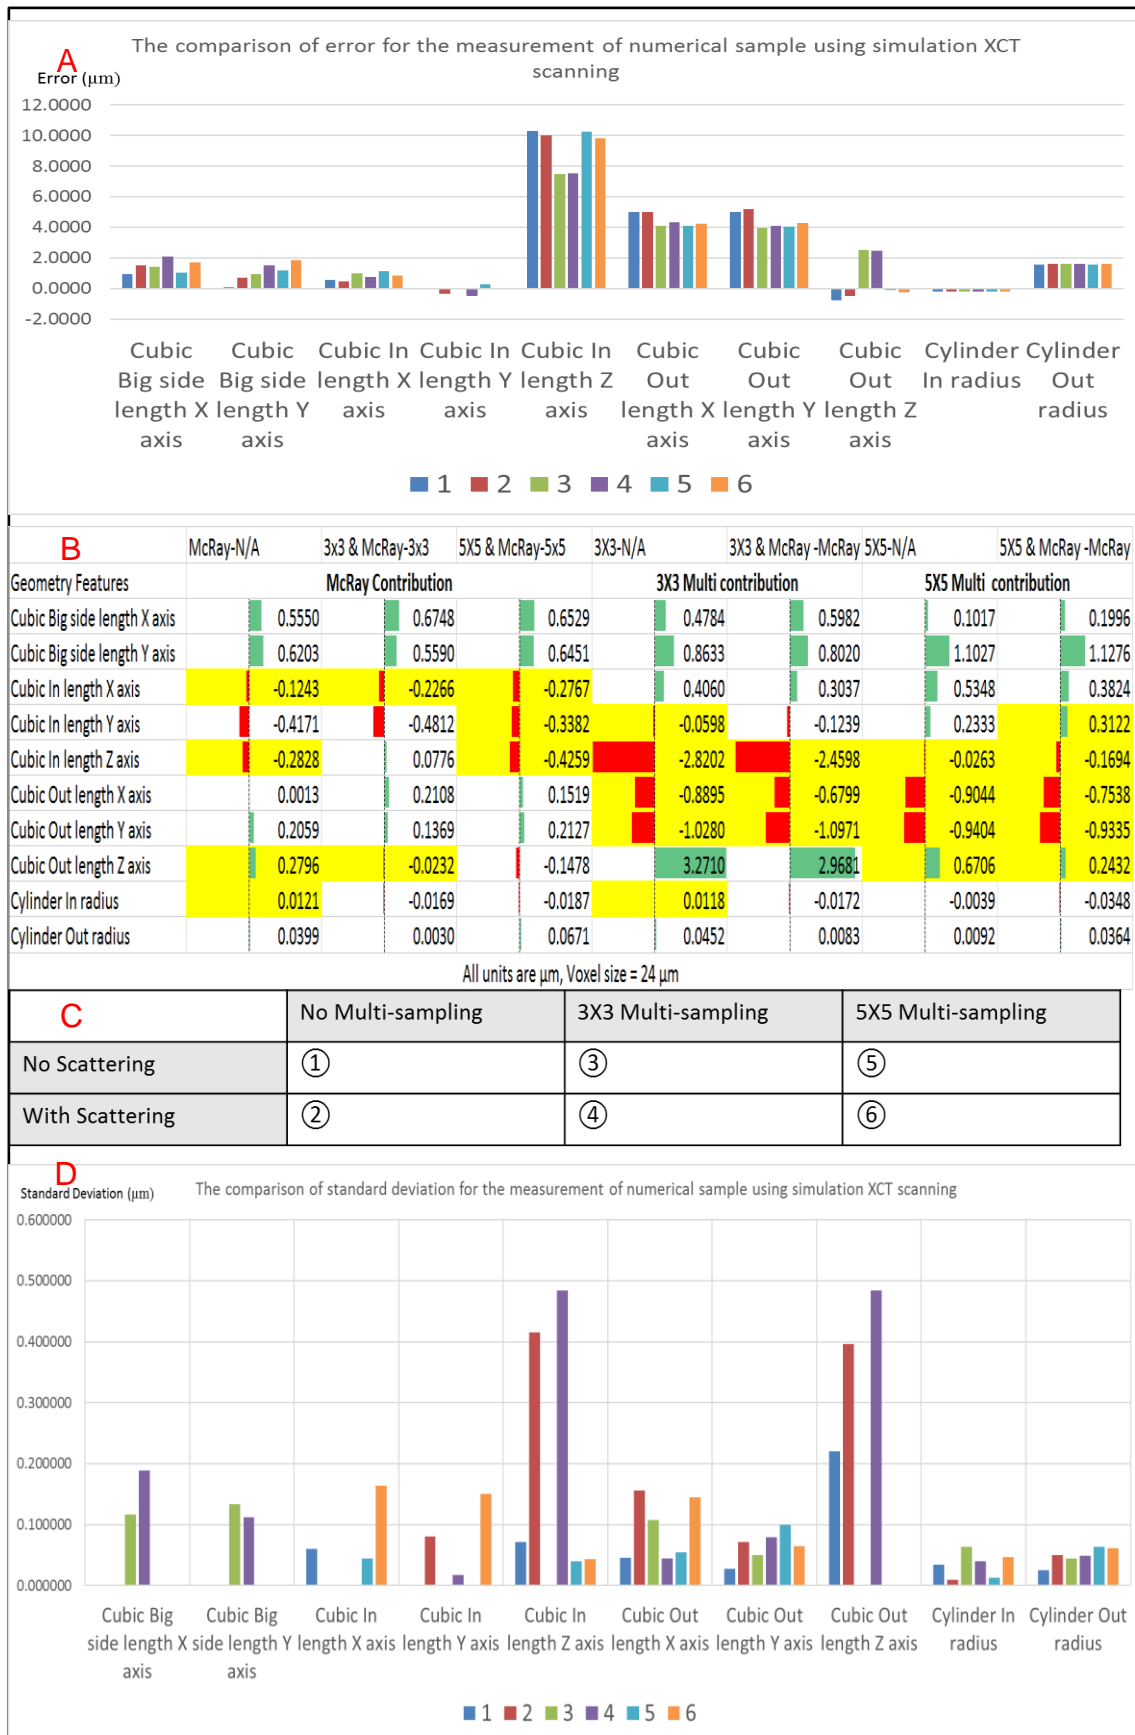 A
The comparison of error for the measurement of numerical sample using simulation XCT
scanning
Error (μm)
12.0000
10.0000
8.0000
6.0000
4.0000
2.0000
0.0000
-2.0000
Cubic Big side length X axis
Cubic Big side length Y axis
Cubic In length X axis
Cubic In length Y axis
Cubic In length Z axis
Cubic Out length X axis
Cubic Out length Y axis
Cubic Out length Z axis
Cylinder In radius
Cylinder Out radius
1 2 3 4 5 6
B
McRay-N/A 3x3 & McRay-3x3 5X5 & McRay-5x5 3X3-N/A 3X3 & McRay -McRay 5X5-N/A 5X5 & McRay -McRay
Geometry Features McRay Contribution 3X3 Multi contribution 5X5 Multi contribution
Cubic Big side length X axis 0.5550 0.6748 0.6529 0.4784 0.5982 0.1017 0.1996
Cubic Big side length Y axis 0.6203 0.5590 0.6451 0.8633 0.8020 1.1027 1.1276
Cubic In length X axis -0.1243 -0.2266 -0.2767 0.4060 0.3037 0.5348 0.3824
Cubic In length Y axis -0.4171 -0.4812 -0.3382 -0.0598 -0.1239 0.2333 0.3122
Cubic In length Z axis -0.2828 0.0776 -0.4259 -2.8202 -2.4598 -0.0263 -0.1694
Cubic Out length X axis 0.0013 0.2108 0.1519 -0.8895 -0.6799 -0.9044 -0.7538
Cubic Out length Y axis 0.2059 0.1369 0.2127 -1.0280 -1.0971 -0.9404 -0.9335
Cubic Out length Z axis 0.2796 -0.0232 -0.1478 3.2710 2.9681 0.6706 0.2432
Cylinder In radius 0.0121 -0.0169 -0.0187 0.0118 -0.0172 -0.0039 -0.0348
Cylinder Out radius 0.0399 0.0030 0.0671 0.0452 0.0083 0.0092 0.0364
All units are μm, Voxel size = 24 μm
C
No Multi-sampling 3X3 Multi-sampling 5X5 Multi-sampling
No Scattering ① ③ ⑤
With Scattering ② ④ ⑥
D
Standard Deviation (μm)
The comparison of standard deviation for the measurement of numerical sample using simulation XCT scanning
0.600000
0.500000
0.400000
0.300000
0.200000
0.100000
0.000000
Cubic Big side length X axis
Cubic Big side length Y axis
Cubic In length X axis
Cubic In length Y axis
Cubic In length Z axis
Cubic Out length X axis
Cubic Out length Y axis
Cubic Out length Z axis
Cylinder In radius
Cylinder Out radius
1 2 3 4 5 6